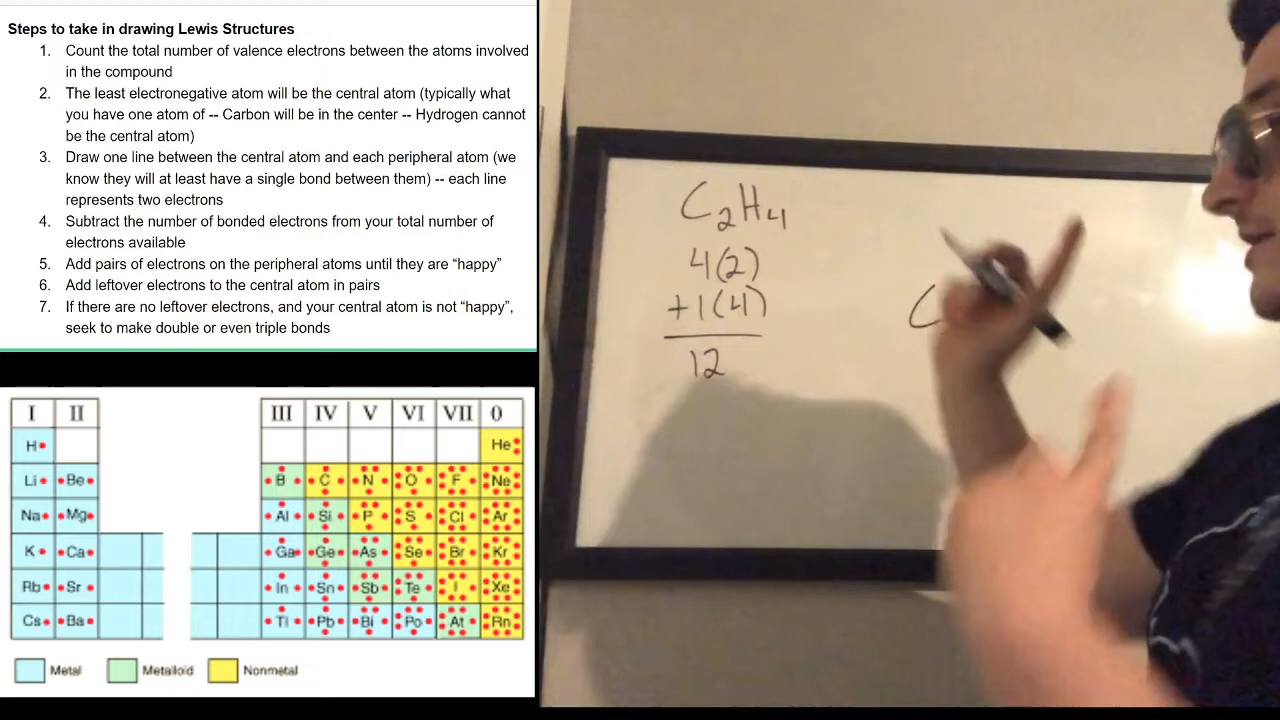 Steps to take in drawing Lewis Structures
1. Count the total number of valence electrons between the atoms involved
in the compound
2. The least electronegative atom will be the central atom (typically what
you have one atom of -- Carbon will be in the center -- Hydrogen cannot
be the central atom)
3. Draw one line between the central atom and each peripheral atom (we
know they will at least have a single bond between them) -- each line
represents two electrons
4. Subtract the number of bonded electrons from your total number of
electrons available
5. Add pairs of electrons on the peripheral atoms until they are “happy”
6. Add leftover electrons to the central atom in pairs
7. If there are no leftover electrons, and your central atom is not “happy”,
seek to make double or even triple bonds
C₂H₄
4(2)
+1(4)
12
C
I II III IV V VI VII 0
H He
Li Be B C N O F Ne
Na Mg Al Si P S Cl Ar
K Ca Ga Ge As Se Br Kr
Rb Sr In Sn Sb Te I Xe
Cs Ba Tl Pb Bi Po At Rn
Metal Metalloid Nonmetal